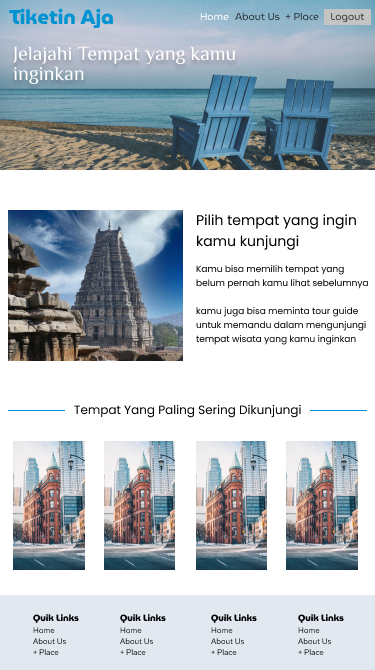 Tiketin Aja
Home About Us + Place Logout
Jelajahi Tempat yang kamu
inginkan
Pilih tempat yang ingin
kamu kunjungi
Kamu bisa memilih tempat yang
belum pernah kamu lihat sebelumnya
kamu juga bisa meminta tour guide
untuk memandu dalam mengunjungi
tempat wisata yang kamu inginkan
Tempat Yang Paling Sering Dikunjungi
Quik Links Quik Links Quik Links Quik Links
Home Home Home Home
About Us About Us About Us About Us
+ Place + Place + Place + Place